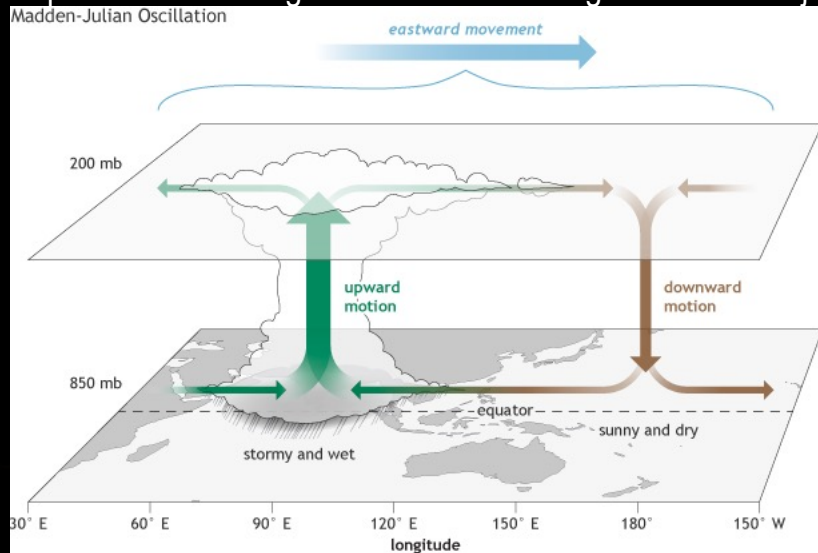 Madden-Julian Oscillation
eastward movement
200 mb
upward
motion
downward
motion
850 mb
equator
sunny and dry
stormy and wet
30° E 60° E 90° E 120° E 150° E 180° 150° W
longitude